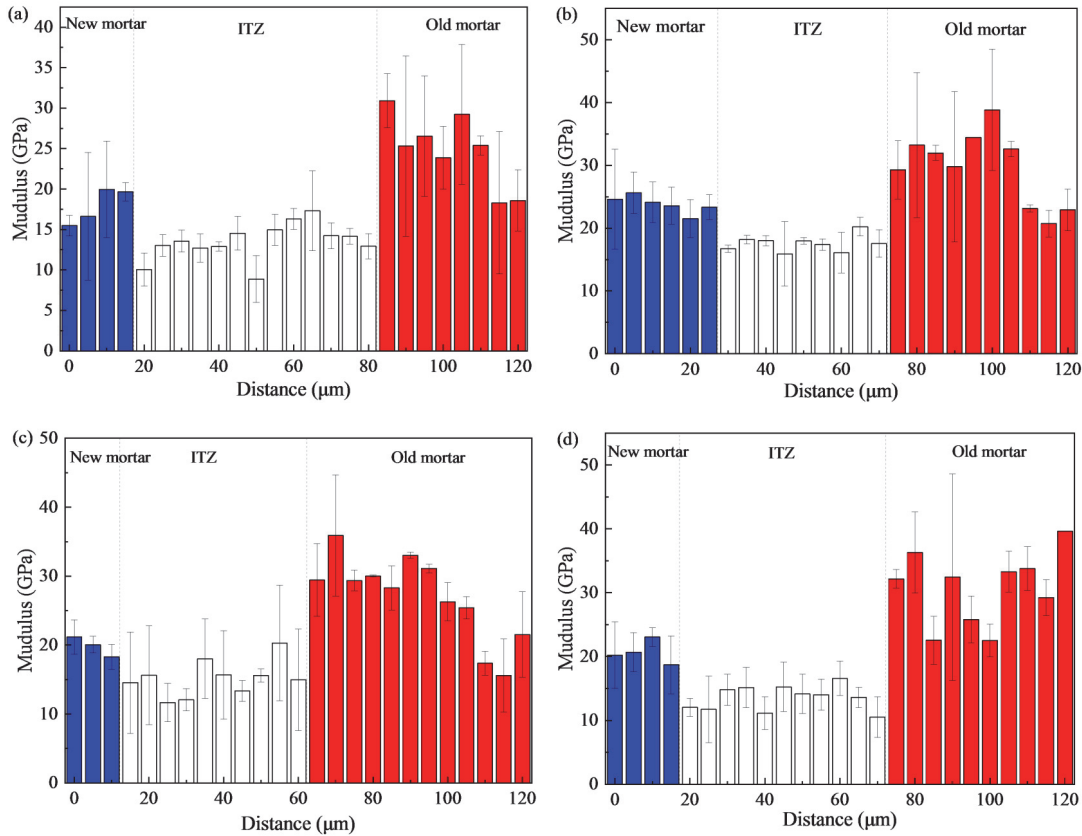 (a)
New mortar
ITZ
Old mortar
40
35
30
25
20
15
10
5
0
Mudulus (GPa)
0 20 40 60 80 100 120
Distance (μm)
(b)
New mortar
ITZ
Old mortar
50
40
30
20
10
0
Mudulus (GPa)
0 20 40 60 80 100 120
Distance (μm)
(c)
New mortar
ITZ
Old mortar
50
40
30
20
10
0
Mudulus (GPa)
0 20 40 60 80 100 120
Distance (μm)
(d)
New mortar
ITZ
Old mortar
50
40
30
20
10
0
Mudulus (GPa)
0 20 40 60 80 100 120
Distance (μm)